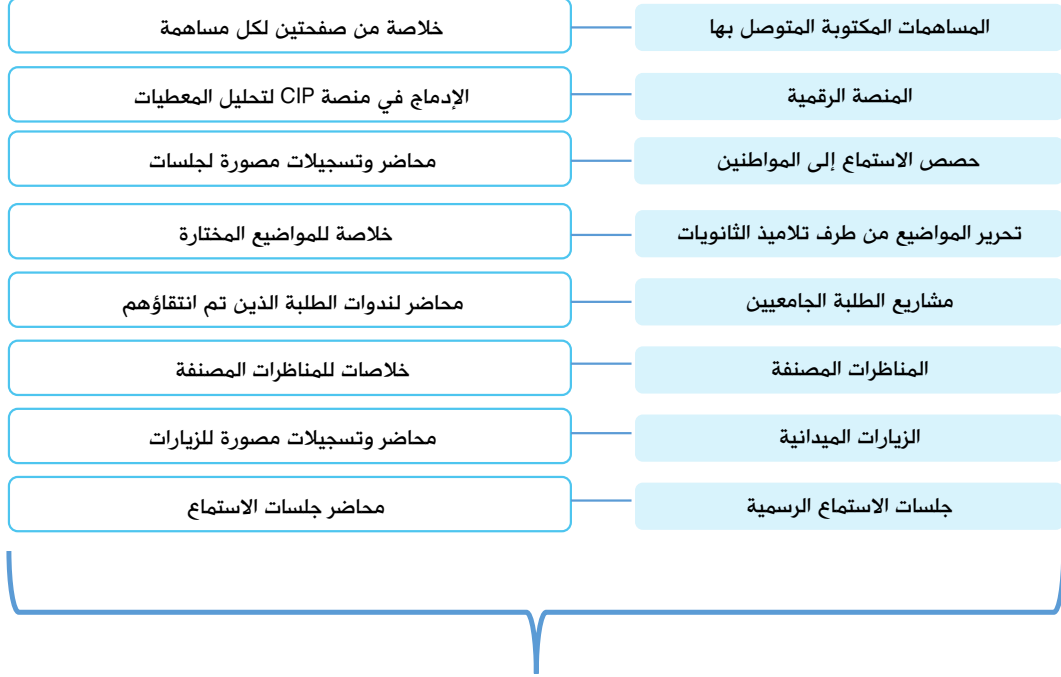 المساهمات المكتوبة المتوصل بها
خلاصة من صفحتين لكل مساهمة
المنصة الرقمية
الإدماج في منصة CIP لتحليل المعطيات
حصص الاستماع إلى المواطنين
محاضر وتسجيلات مصورة لجلسات
تحرير المواضيع من طرف تلاميذ الثانويات
خلاصة للمواضيع المختارة
مشاريع الطلبة الجامعيين
محاضر لندوات الطلبة الذين تم انتقاؤهم
المناظرات المصنفة
خلاصات للمناظرات المصنفة
الزيارات الميدانية
محاضر وتسجيلات مصورة للزيارات
جلسات الاستماع الرسمية
محاضر جلسات الاستماع